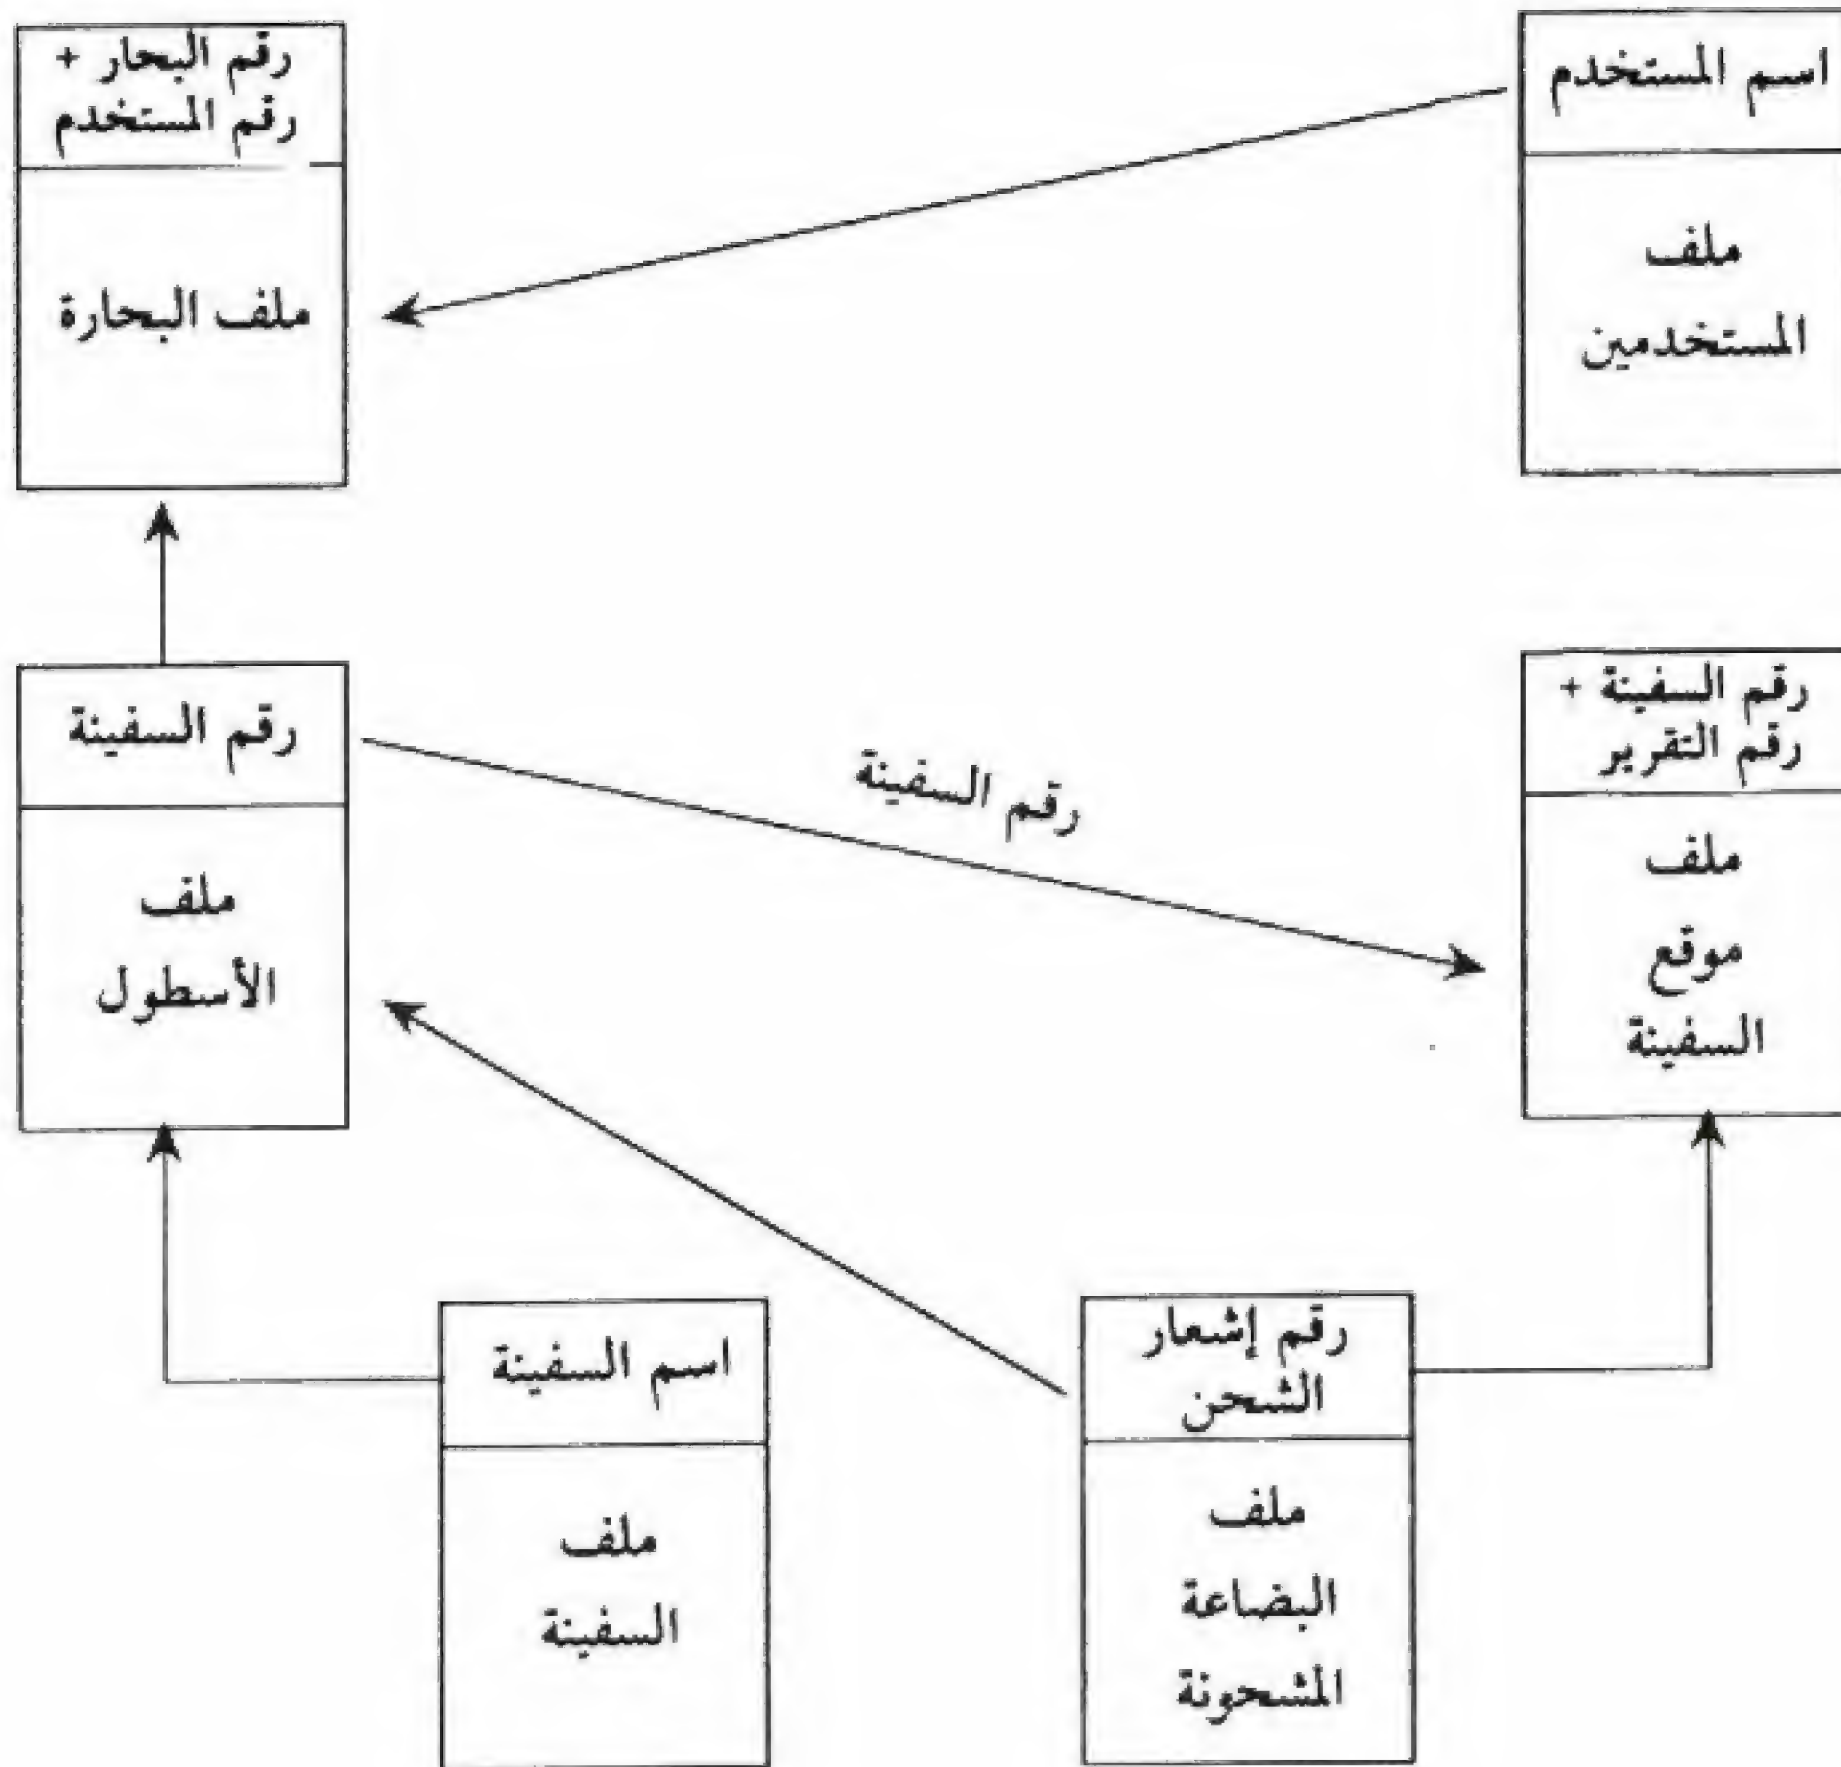 اسم المستخدم
ملف
المستخدمين
رقم البحار +
رقم المستخدم
ملف البحارة
رقم السفينة +
رقم التقرير
ملف
موقع
السفينة
رقم السفينة
رقم السفينة
ملف
الأسطول
رقم إشعار
الشحن
ملف
البضاعة
المشحونة
اسم السفينة
ملف
السفينة